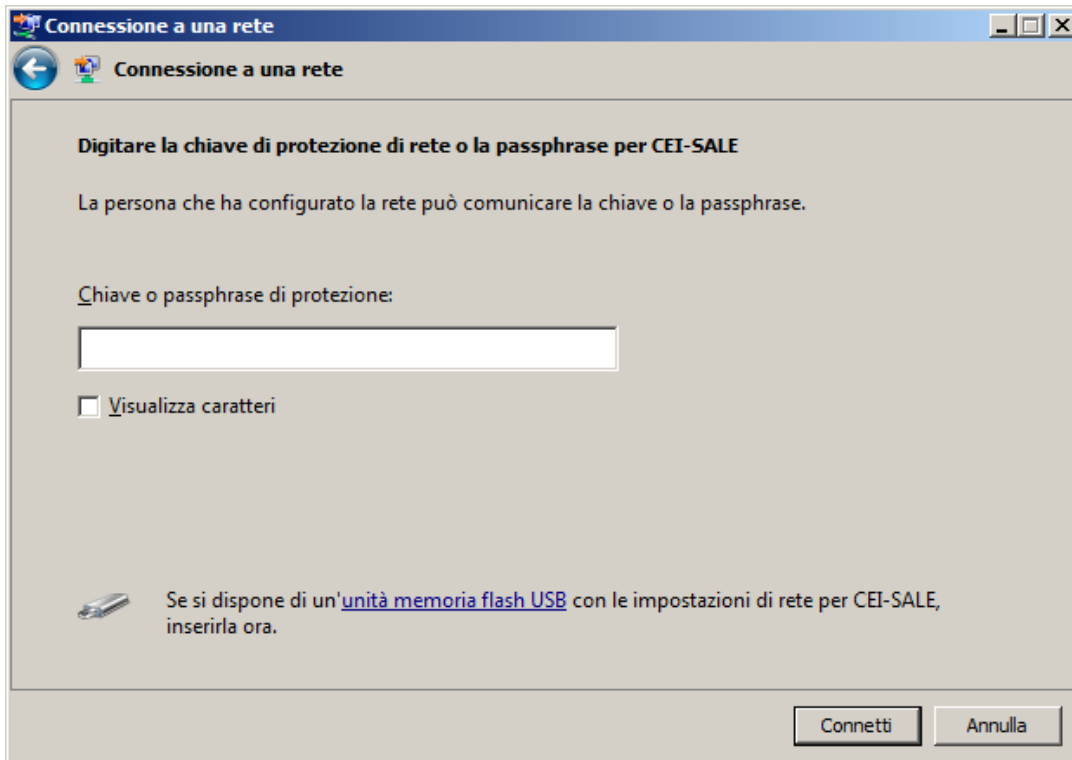 Connessione a una rete
Connessione a una rete
Digitare la chiave di protezione di rete o la passphrase per CEI-SALE
La persona che ha configurato la rete può comunicare la chiave o la passphrase.
Chiave o passphrase di protezione:
Visualizza caratteri
Se si dispone di un'unità memoria flash USB con le impostazioni di rete per CEI-SALE,
inserirla ora.
Connetti Annulla